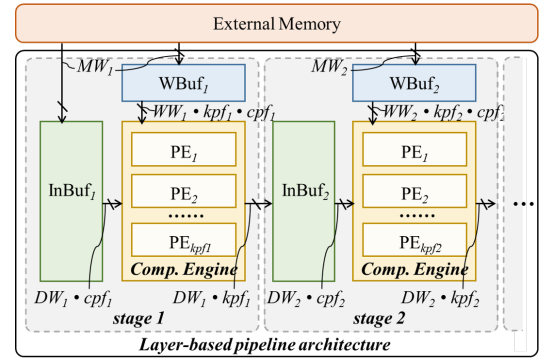 External Memory
MW₁
MW₂
WBuf₁
WBuf₂
WW₁ • kpf₁ • cpf₁
WW₂ • kpf₂ • cpf₂
InBuf₁
PE₁
PE₂
......
PE_kpf1
Comp. Engine
InBuf₂
PE₁
PE₂
......
PE_kpf2
Comp. Engine
...
DW₁ • cpf₁
DW₁ • kpf₁
DW₂ • cpf₂
DW₂ • kpf₂
stage 1
stage 2
Layer-based pipeline architecture